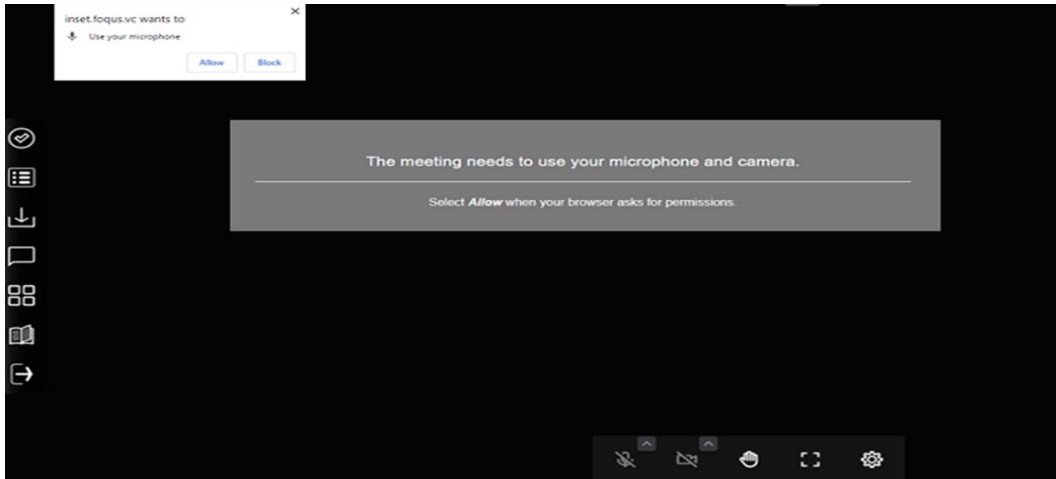 inset.foqus.vc wants to
Use your microphone
Allow Block
The meeting needs to use your microphone and camera.
Select Allow when your browser asks for permissions.